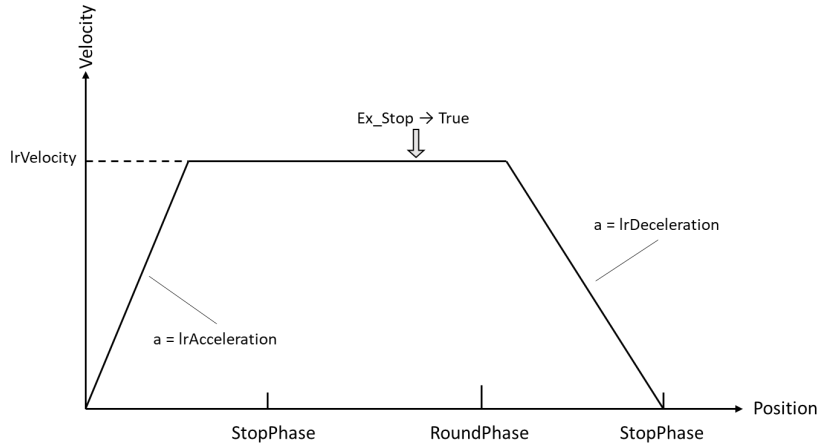 Velocity
Ex_Stop → True
lrVelocity
a = lrDeceleration
a = lrAcceleration
Position
StopPhase
RoundPhase
StopPhase